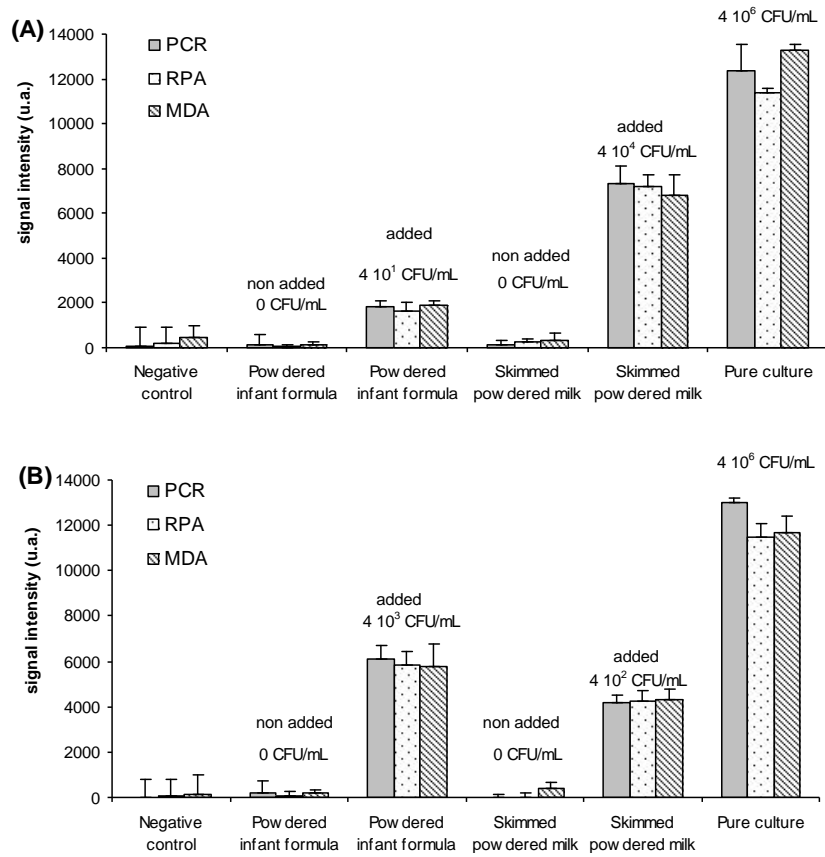 (A)
signal intensity (u.a.)
14000
12000
10000
8000
6000
4000
2000
0
PCR
RPA
MDA
non added
0 CFU/mL
added
4 10¹ CFU/mL
non added
0 CFU/mL
added
4 10⁴ CFU/mL
4 10⁶ CFU/mL
Negative
control
Pow dered
infant formula
Pow dered
infant formula
Skimmed
pow dered milk
Skimmed
pow dered milk
Pure culture
(B)
signal intensity (u.a.)
14000
12000
10000
8000
6000
4000
2000
0
PCR
RPA
MDA
non added
0 CFU/mL
added
4 10³ CFU/mL
non added
0 CFU/mL
added
4 10² CFU/mL
4 10⁶ CFU/mL
Negative
control
Pow dered
infant formula
Pow dered
infant formula
Skimmed
pow dered milk
Skimmed
pow dered milk
Pure culture